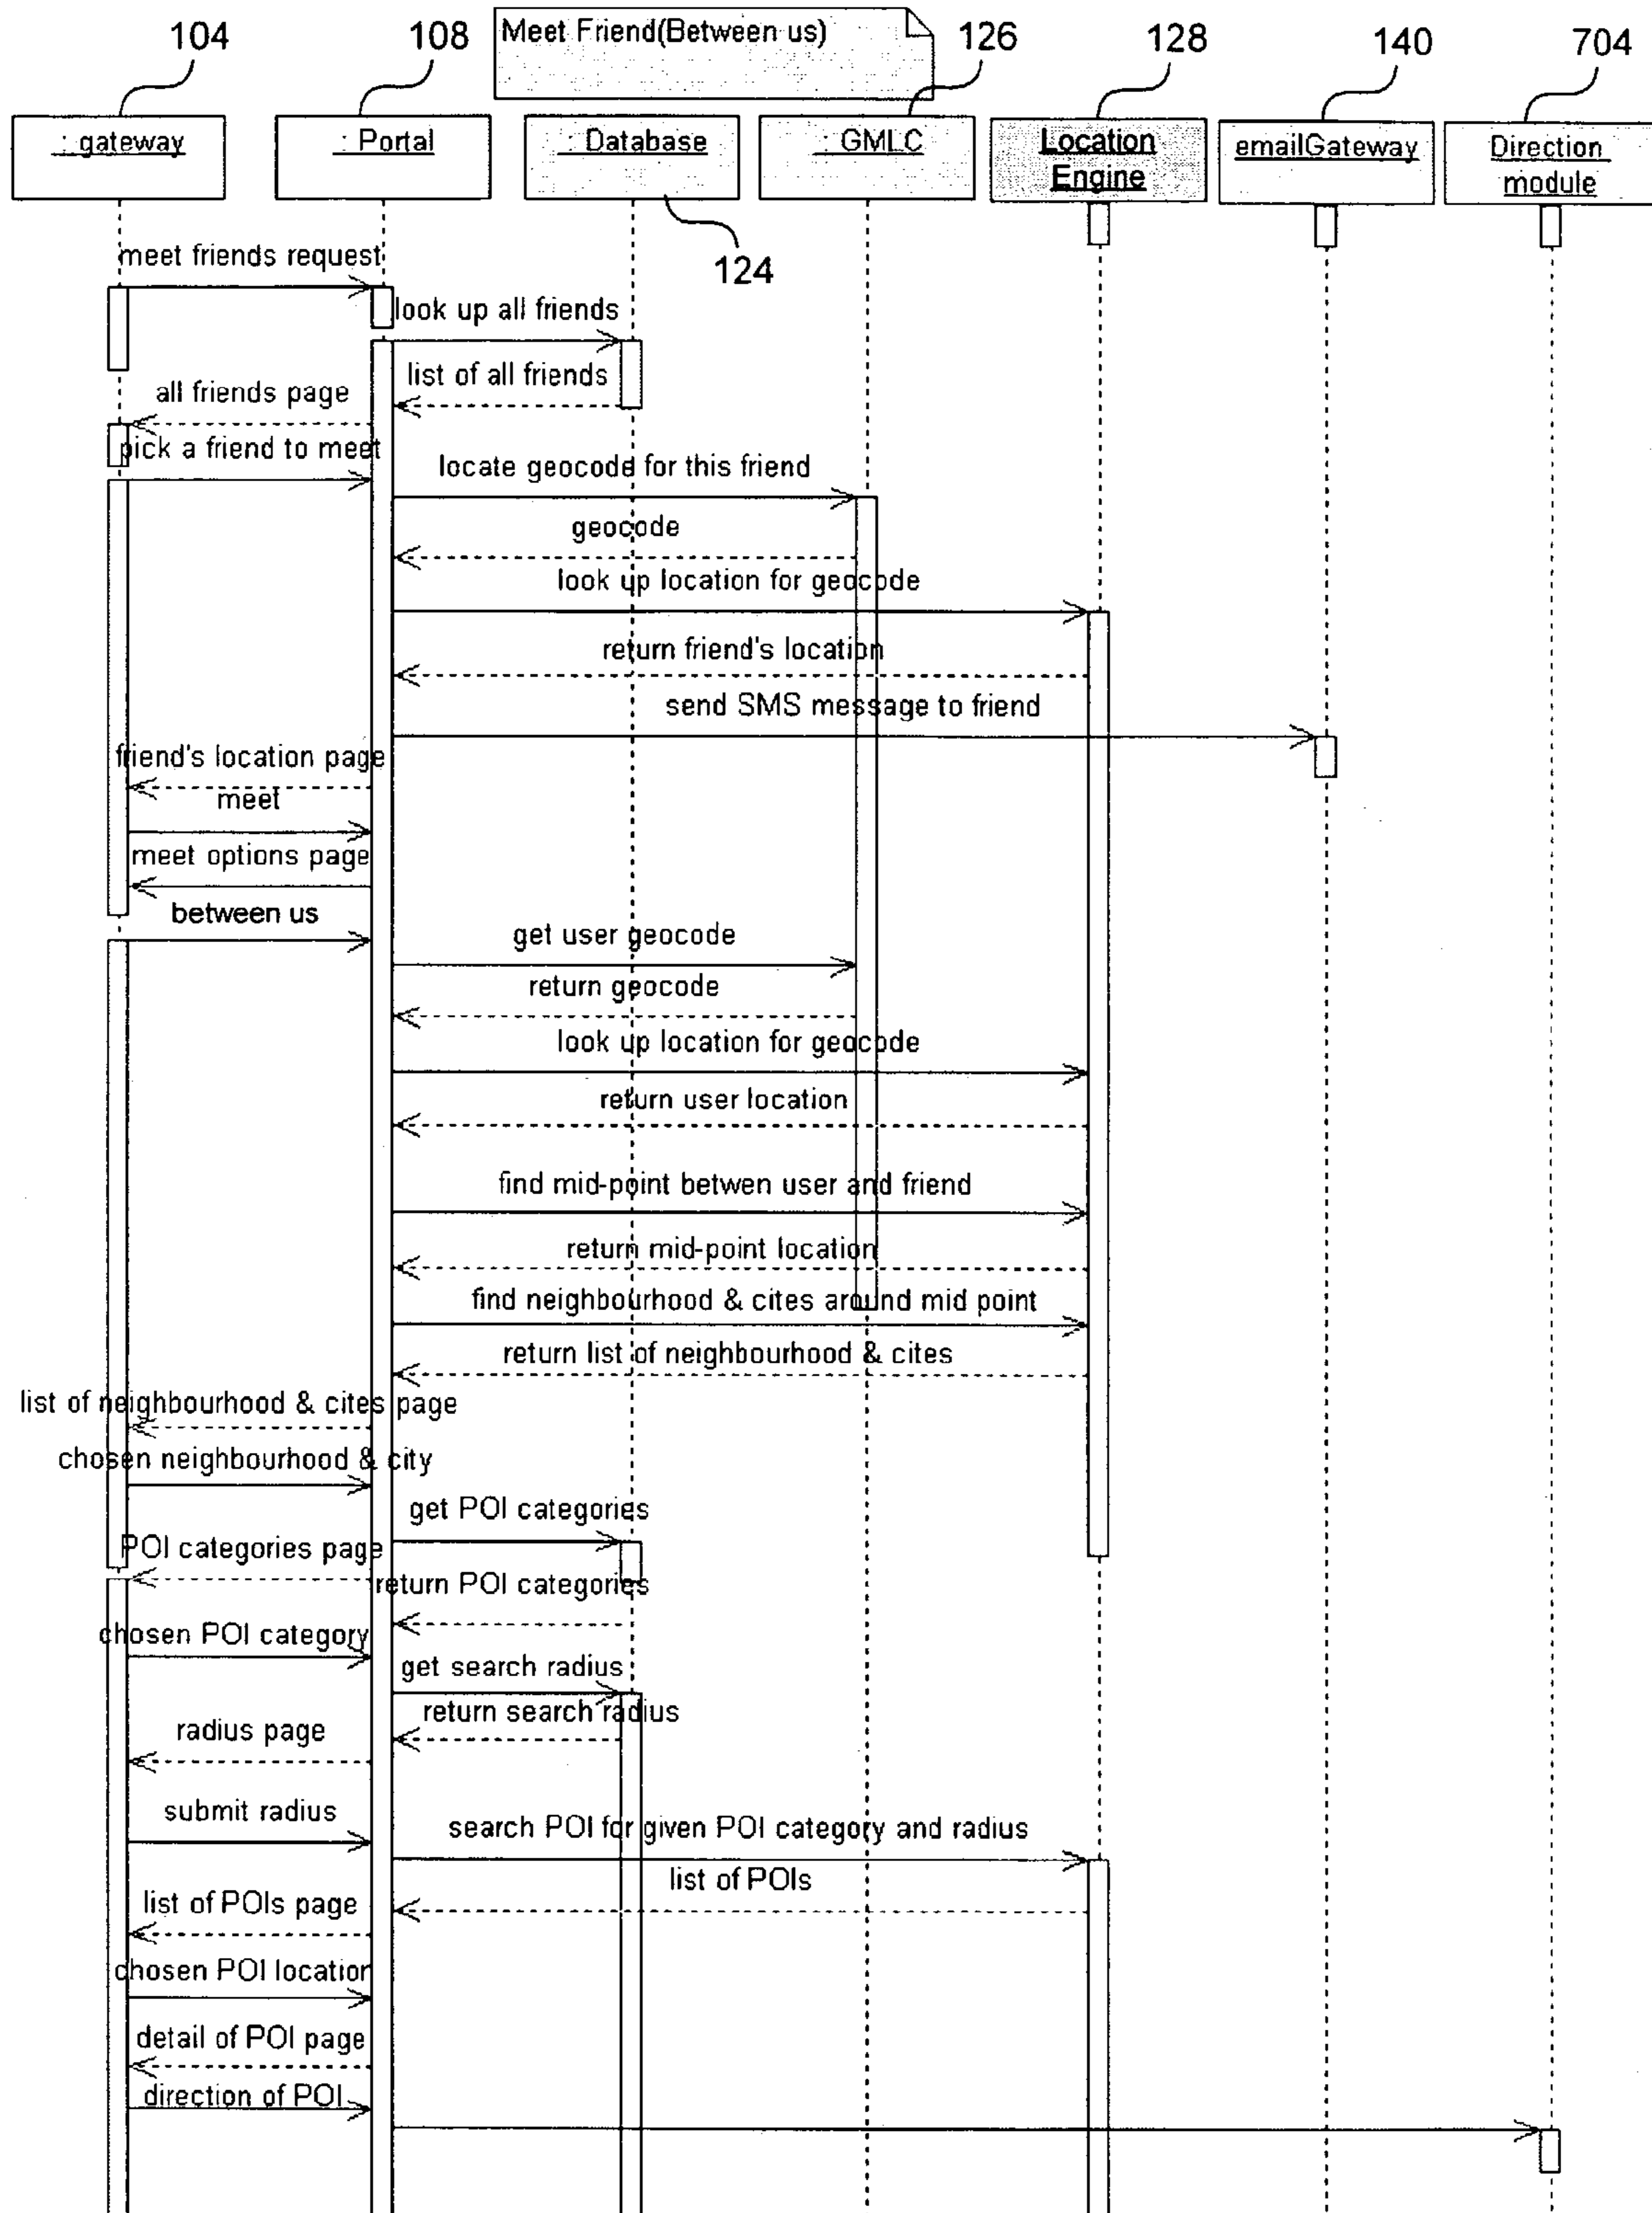 104
108
Meet Friend(Between us)
126
128
140
704
: gateway
: Portal
: Database
: GMLC
Location
Engine
emailGateway
Direction
module
124
meet friends request
look up all friends
list of all friends
all friends page
pick a friend to meet
locate geocode for this friend
geocode
look up location for geocode
return friend's location
send SMS message to friend
friend's location page
meet
meet options page
between us
get user geocode
return geocode
look up location for geocode
return user location
find mid-point betwen user and friend
return mid-point location
find neighbourhood & cites around mid point
return list of neighbourhood & cites
list of neighbourhood & cites page
chosen neighbourhood & city
get POI categories
POI categories page
return POI categories
chosen POI category
get search radius
return search radius
radius page
submit radius
search POI for given POI category and radius
list of POIs
list of POIs page
chosen POI location
detail of POI page
direction of POI